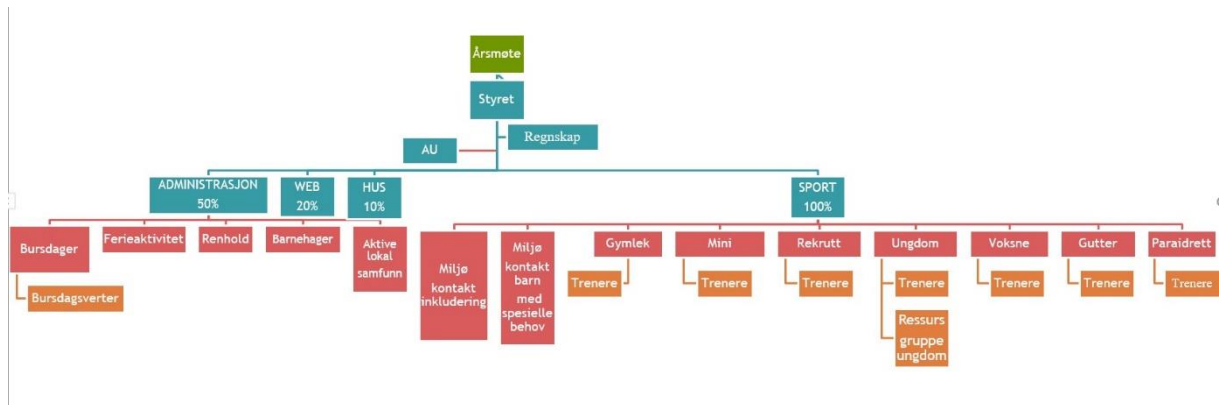 Årsmøte
Styret
Regnskap
AU
ADMINISTRASJON
50%
WEB
20%
HUS
10%
SPORT
100%
Bursdager
Ferieaktivitet
Renhold
Barnehager
Aktive
lokal
samfunn
Miljø
kontakt
inkludering
Miljø
kontakt
barn
med
spesielle
behov
Gymlek
Mini
Rekrutt
Ungdom
Voksne
Gutter
Paraidrett
Bursdagsverter
Trenere
Trenere
Trenere
Trenere
Ressurs
gruppe
ungdom
Trenere
Trenere
Trenere